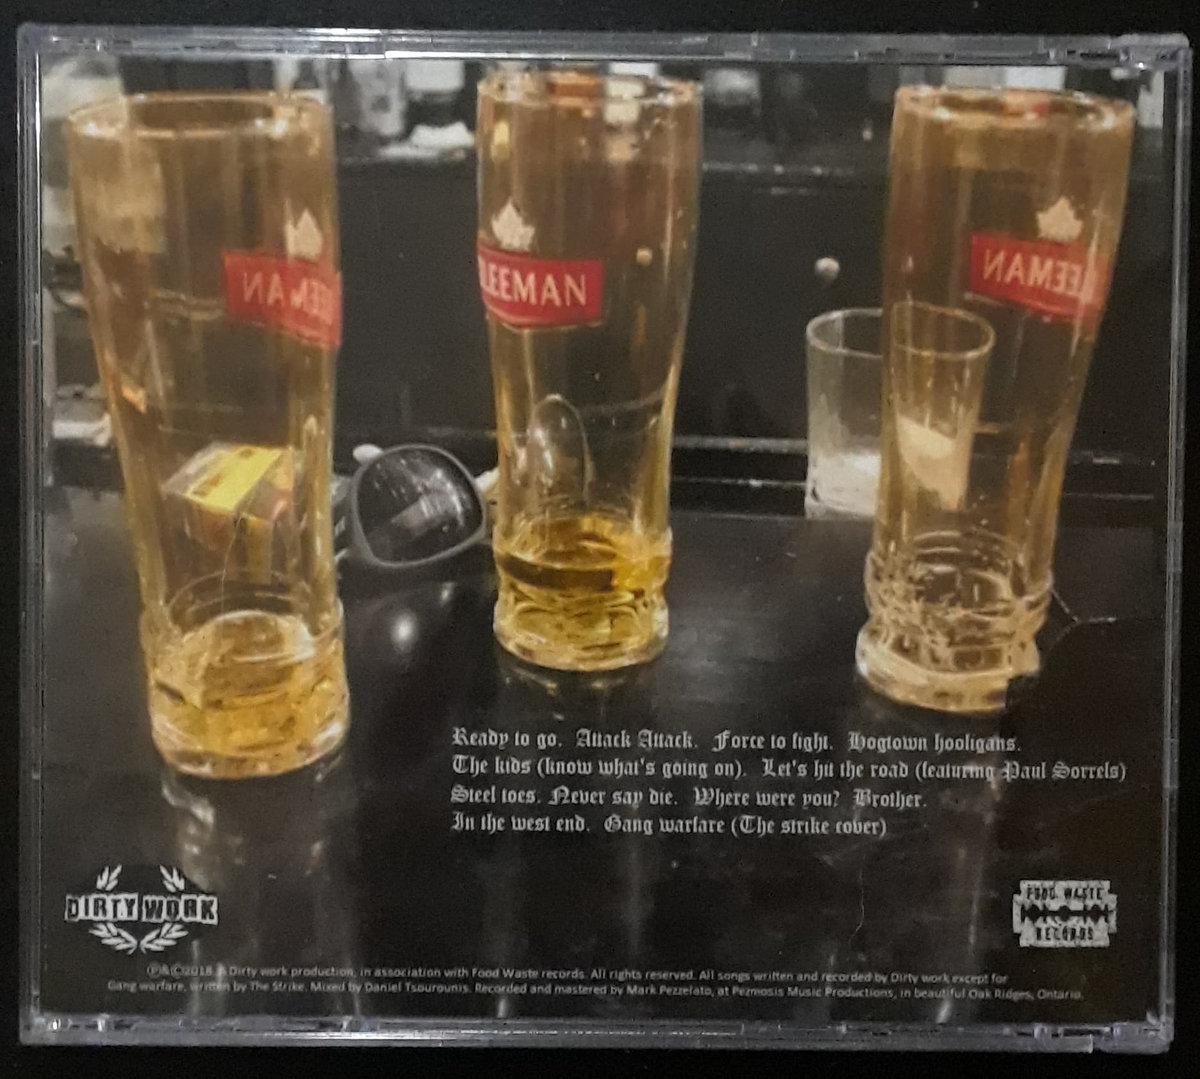 SLEEMAN
Ready to go. Attack Attack. Force to fight. Hogtown hooligans.
The kids (know what's going on). Let's hit the road (featuring Paul Sorrels)
Steel toes. Never say die. Where were you? Brother.
In the west end. Gang warfare (The strike cover)
DIRTY WORK
FOOD WASTE
RECORDS
Ⓟ&Ⓒ2018. A Dirty work production, in association with Food Waste records. All rights reserved. All songs written and recorded by Dirty work except for
Gang warfare, written by The Strike. Mixed by Daniel Tsourounis. Recorded and mastered by Mark Pezzelato, at Pezmosis Music Productions, in beautiful Oak Ridges, Ontario.